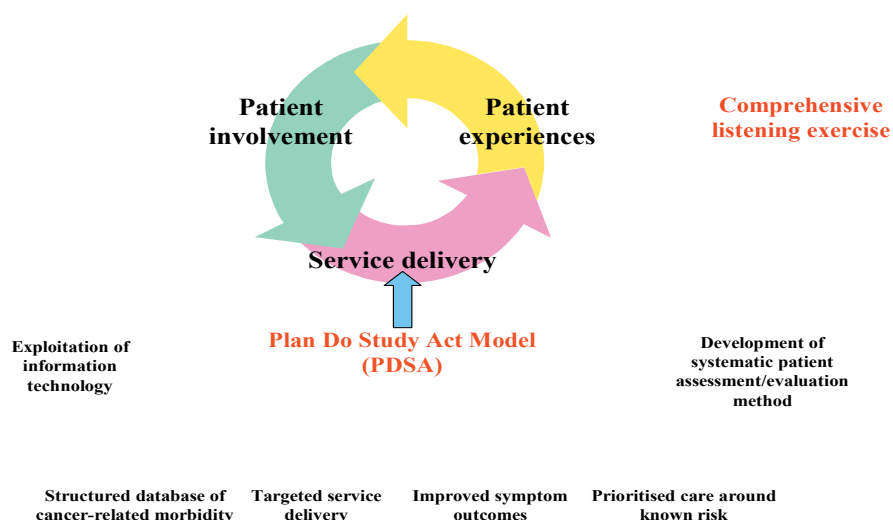 Patient
involvement
Patient
experiences
Comprehensive
listening exercise
Service delivery
Plan Do Study Act Model
(PDSA)
Exploitation of
information
technology
Development of
systematic patient
assessment/evaluation
method
Structured database of
cancer-related morbidity
Targeted service
delivery
Improved symptom
outcomes
Prioritised care around
known risk